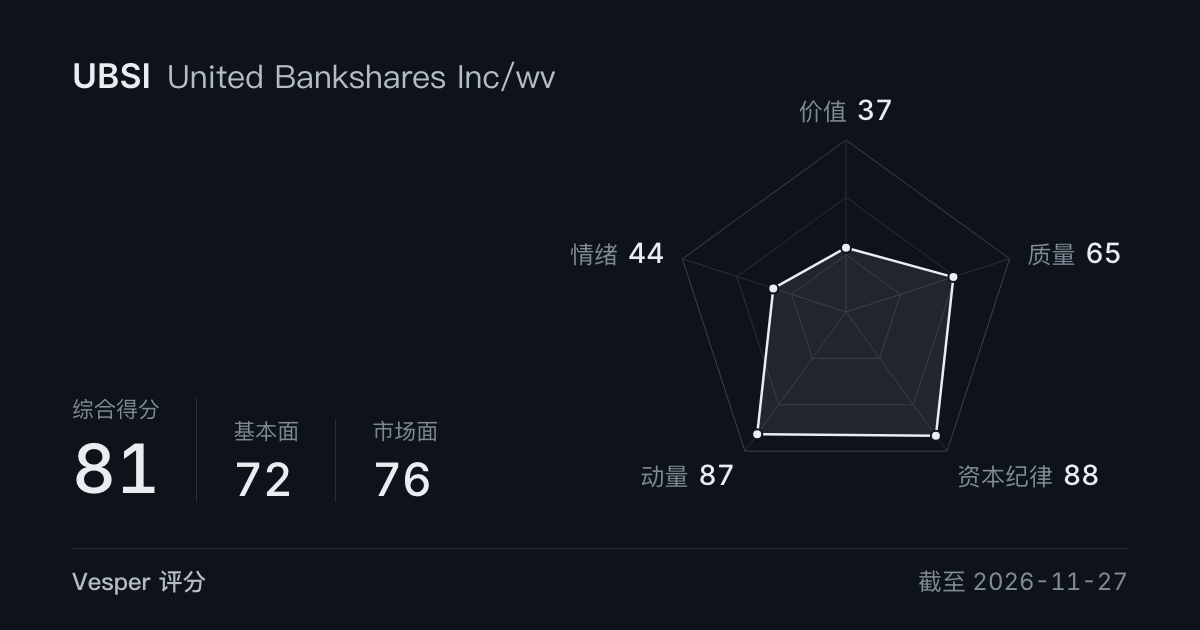 UBSI United Bankshares Inc/wv
价值 37
情绪 44
质量 65
动量 87
资本纪律 88
综合得分
81
基本面
72
市场面
76
Vesper 评分
截至 2026-11-27